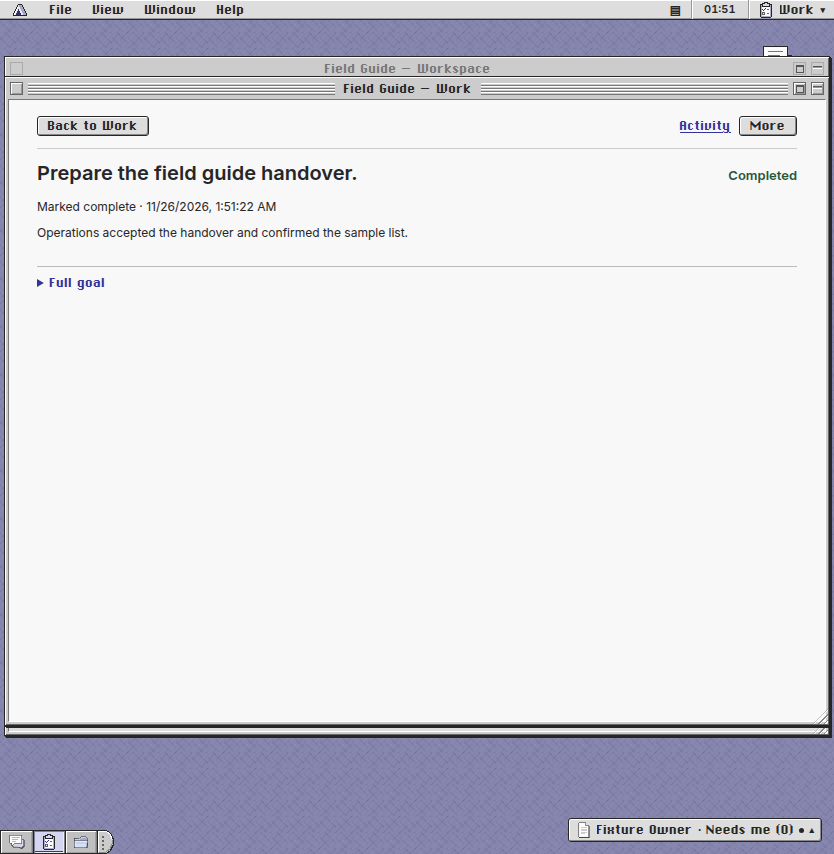 File View Window Help 01:51 Work
Field Guide — Workspace
Field Guide — Work
Back to Work Activity More
Prepare the field guide handover. Completed
Marked complete · 11/26/2026, 1:51:22 AM
Operations accepted the handover and confirmed the sample list.
Full goal
Fixture Owner · Needs me (0)